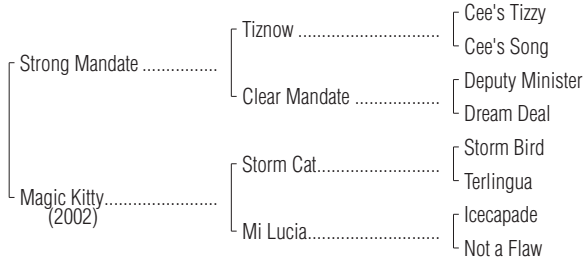 Cee's Tizzy
Tiznow ..............................
Cee's Song
Strong Mandate ................
Deputy Minister
Clear Mandate ..................
Dream Deal
Storm Bird
Storm Cat..........................
Terlingua
Magic Kitty........................
(2002)
Icecapade
Mi Lucia............................
Not a Flaw